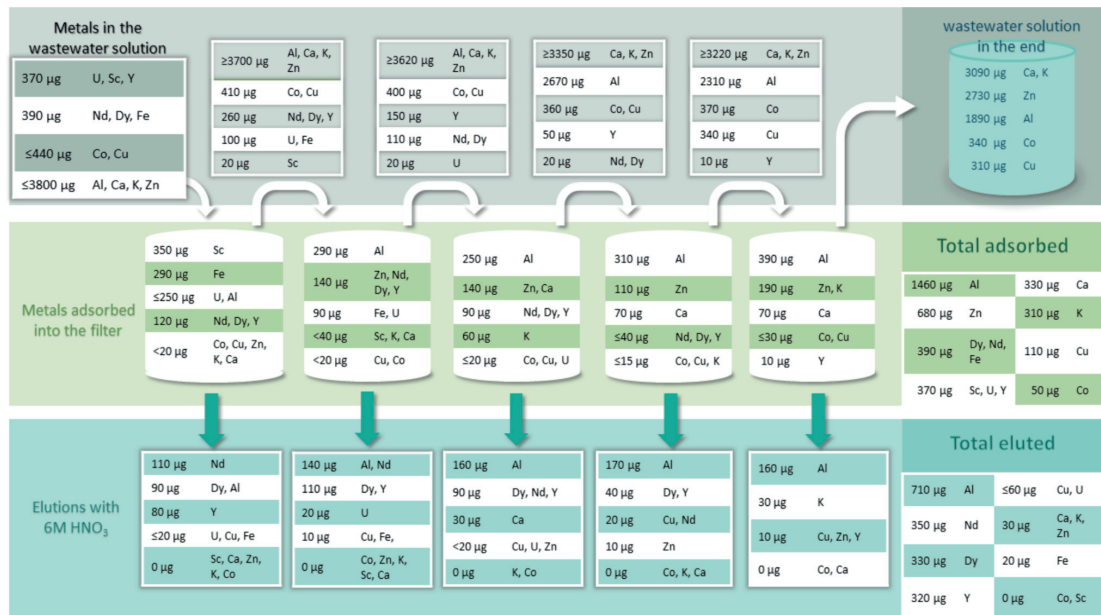 Metals in the
wastewater solution
370 µg U, Sc, Y
390 µg Nd, Dy, Fe
≤440 µg Co, Cu
≤3800 µg Al, Ca, K, Zn
≥3700 µg Al, Ca, K,
Zn
410 µg Co, Cu
260 µg Nd, Dy, Y
100 µg U, Fe
20 µg Sc
≥3620 µg Al, Ca, K,
Zn
400 µg Co, Cu
150 µg Y
110 µg Nd, Dy
20 µg U
≥3350 µg Ca, K, Zn
2670 µg Al
360 µg Co, Cu
50 µg Y
20 µg Nd, Dy
≥3220 µg Ca, K, Zn
2310 µg Al
370 µg Co
340 µg Cu
10 µg Y
wastewater solution
in the end
3090 µg Ca, K
2730 µg Zn
1890 µg Al
340 µg Co
310 µg Cu
Metals adsorbed
into the filter
350 µg Sc
290 µg Fe
≤250 µg U, Al
120 µg Nd, Dy, Y
<20 µg Co, Cu, Zn,
K, Ca
290 µg Al
140 µg Zn, Nd,
Dy, Y
90 µg Fe, U
<40 µg Sc, K, Ca
<20 µg Cu, Co
250 µg Al
140 µg Zn, Ca
90 µg Nd, Dy, Y
60 µg K
≤20 µg Co, Cu, U
310 µg Al
110 µg Zn
70 µg Ca
≤40 µg Nd, Dy, Y
≤15 µg Co, Cu, K
390 µg Al
190 µg Zn, K
70 µg Ca
≤30 µg Co, Cu
10 µg Y
Total adsorbed
1460 µg Al 330 µg Ca
680 µg Zn 310 µg K
390 µg Dy, Nd,
Fe 110 µg Cu
370 µg Sc, U, Y 50 µg Co
Elutions with
6M HNO₃
110 µg Nd
90 µg Dy, Al
80 µg Y
≤20 µg U, Cu, Fe
0 µg Sc, Ca, Zn,
K, Co
140 µg Al, Nd
110 µg Dy, Y
20 µg U
10 µg Cu, Fe,
0 µg Co, Zn, K,
Sc, Ca
160 µg Al
90 µg Dy, Nd, Y
30 µg Ca
<20 µg Cu, U, Zn
0 µg K, Co
170 µg Al
40 µg Dy, Y
20 µg Cu, Nd
10 µg Zn
0 µg Co, K, Ca
160 µg Al
30 µg K
10 µg Cu, Zn, Y
0 µg Co, Ca
Total eluted
710 µg Al ≤60 µg Cu, U
350 µg Nd 30 µg Ca, K,
Zn
330 µg Dy 20 µg Fe
320 µg Y 0 µg Co, Sc